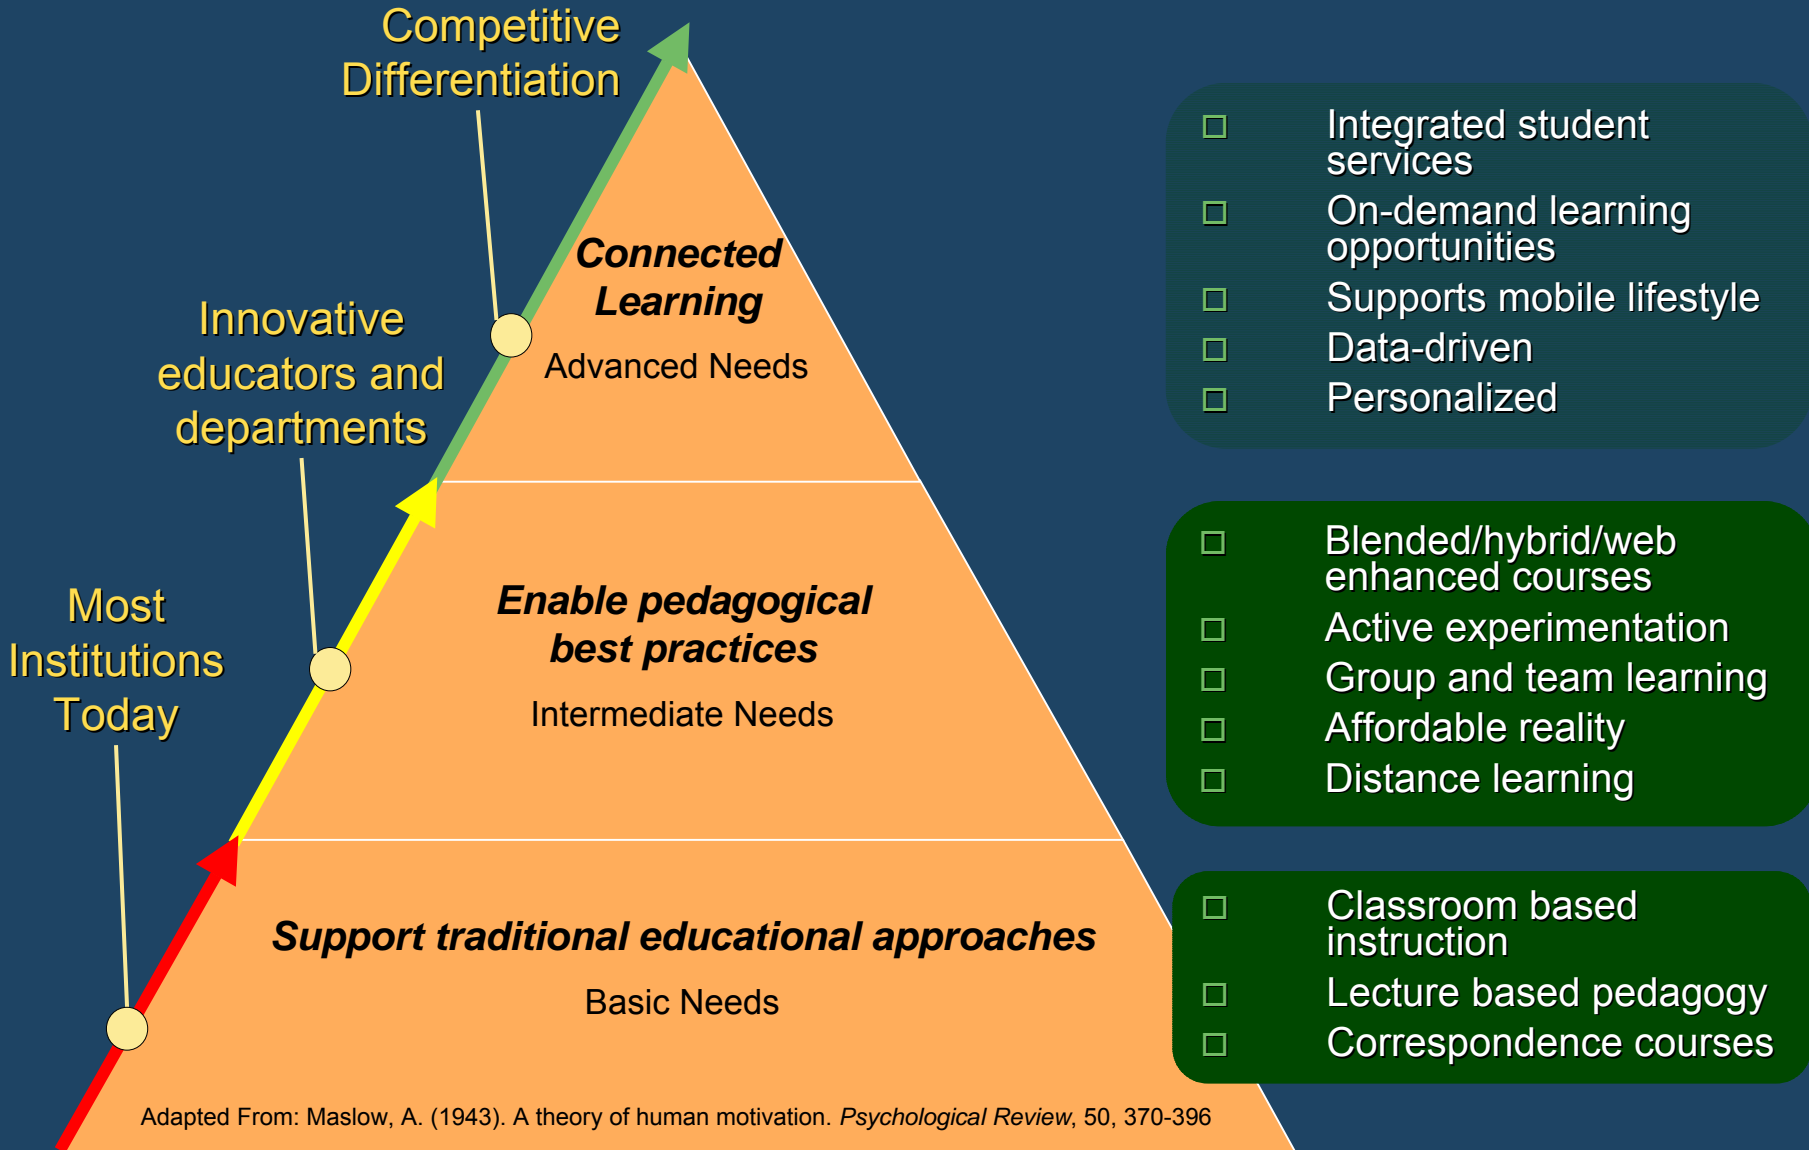 Competitive
Differentiation
Innovative
educators and
departments
Most
Institutions
Today
Connected
Learning
Advanced Needs
Enable pedagogical
best practices
Intermediate Needs
Support traditional educational approaches
Basic Needs
Integrated student
services
On-demand learning
opportunities
Supports mobile lifestyle
Data-driven
Personalized
Blended/hybrid/web
enhanced courses
Active experimentation
Group and team learning
Affordable reality
Distance learning
Classroom based
instruction
Lecture based pedagogy
Correspondence courses
Adapted From: Maslow, A. (1943). A theory of human motivation. Psychological Review, 50, 370-396